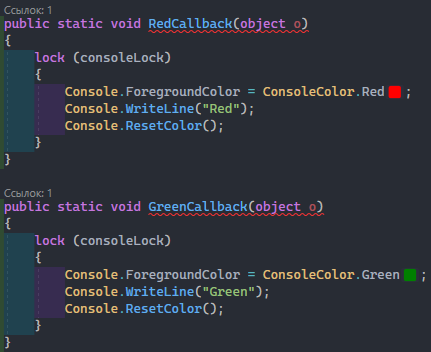 Ссылок: 1
public static void RedCallback(object o)
{
    lock (consoleLock)
    {
        Console.ForegroundColor = ConsoleColor.Red ;
        Console.WriteLine("Red");
        Console.ResetColor();
    }
}
Ссылок: 1
public static void GreenCallback(object o)
{
    lock (consoleLock)
    {
        Console.ForegroundColor = ConsoleColor.Green ;
        Console.WriteLine("Green");
        Console.ResetColor();
    }
}